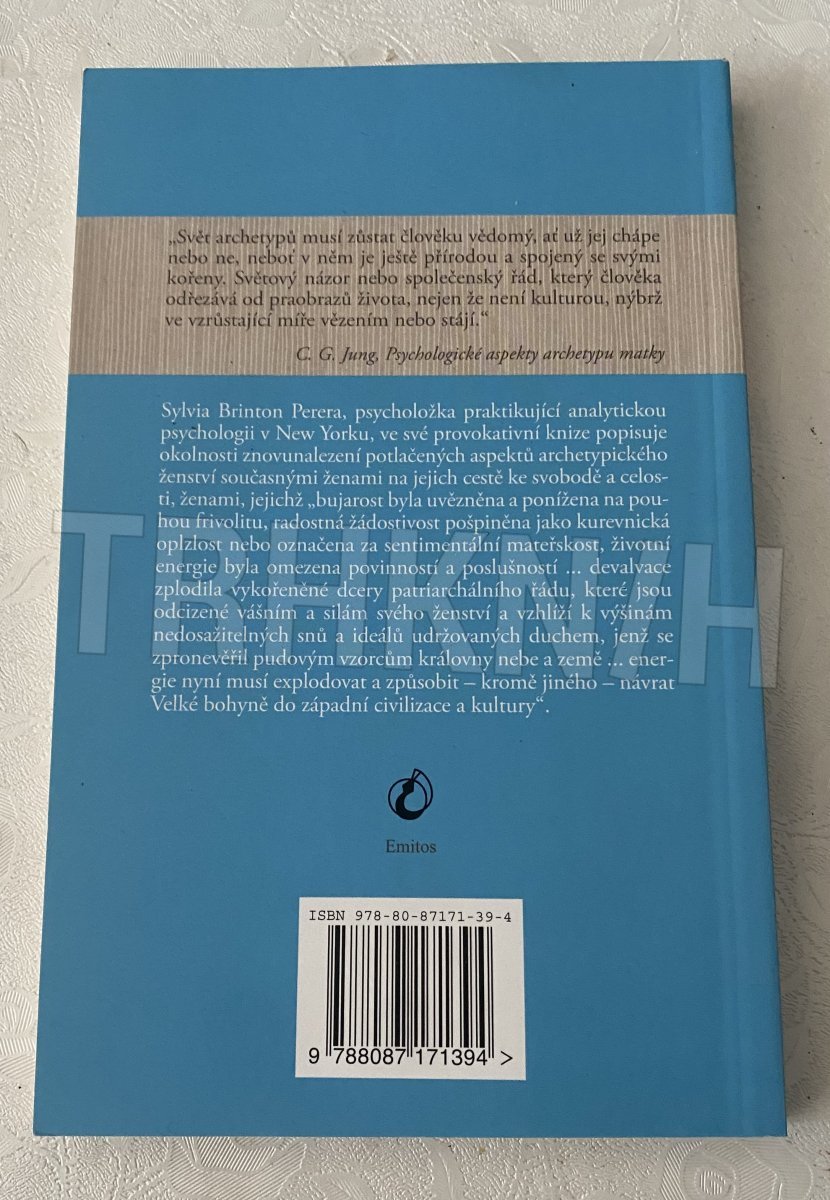 „Svět archetypů musí zůstat člověku vědomý, ať už jej chápe
nebo ne, neboť v něm je ještě přírodou a spojený se svými
kořeny. Světový názor nebo společenský řád, který člověka
odřezává od praobrazů života, nejen že není kulturou, nýbrž
ve vzrůstající míře vězením nebo stájí.“
C. G. Jung, Psychologické aspekty archetypu matky
Sylvia Brinton Perera, psycholožka praktikující analytickou
psychologii v New Yorku, ve své provokativní knize popisuje
okolnosti znovunalezení potlačených aspektů archetypického
ženství současnými ženami na jejich cestě ke svobodě a celos-
ti, ženami, jejichž „bujarost byla uvězněna a ponížena na pou-
hou frivolitu, radostná žádostivost pošpiněna jako kurevnická
oplzlost nebo označena za sentimentální mateřskost, životní
energie byla omezena povinností a poslušností ... devalvace
zplodila vykořeněné dcery patriarchálního řádu, které jsou
odcizené vášním a silám svého ženství a vzhlíží k výšinám
nedosažitelných snů a ideálů udržovaných duchem, jenž se
zpronevěřil pudovým vzorcům královny nebe a země ... ener-
gie nyní musí explodovat a způsobit – kromě jiného – návrat
Velké bohyně do západní civilizace a kultury“.
TRHKNIH
Emitos
ISBN 978-80-87171-39-4
9 788087 171394 >